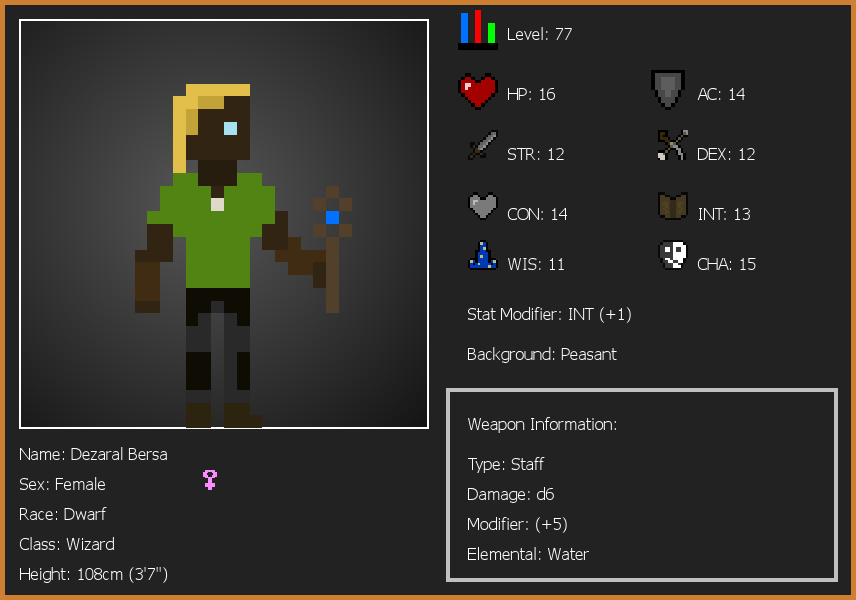 Level: 77
HP: 16
AC: 14
STR: 12
DEX: 12
CON: 14
INT: 13
WIS: 11
CHA: 15
Stat Modifier: INT (+1)
Background: Peasant
Weapon Information:
Type: Staff
Damage: d6
Modifier: (+5)
Elemental: Water
Name: Dezaral Bersa
Sex: Female
Race: Dwarf
Class: Wizard
Height: 108cm (3'7")